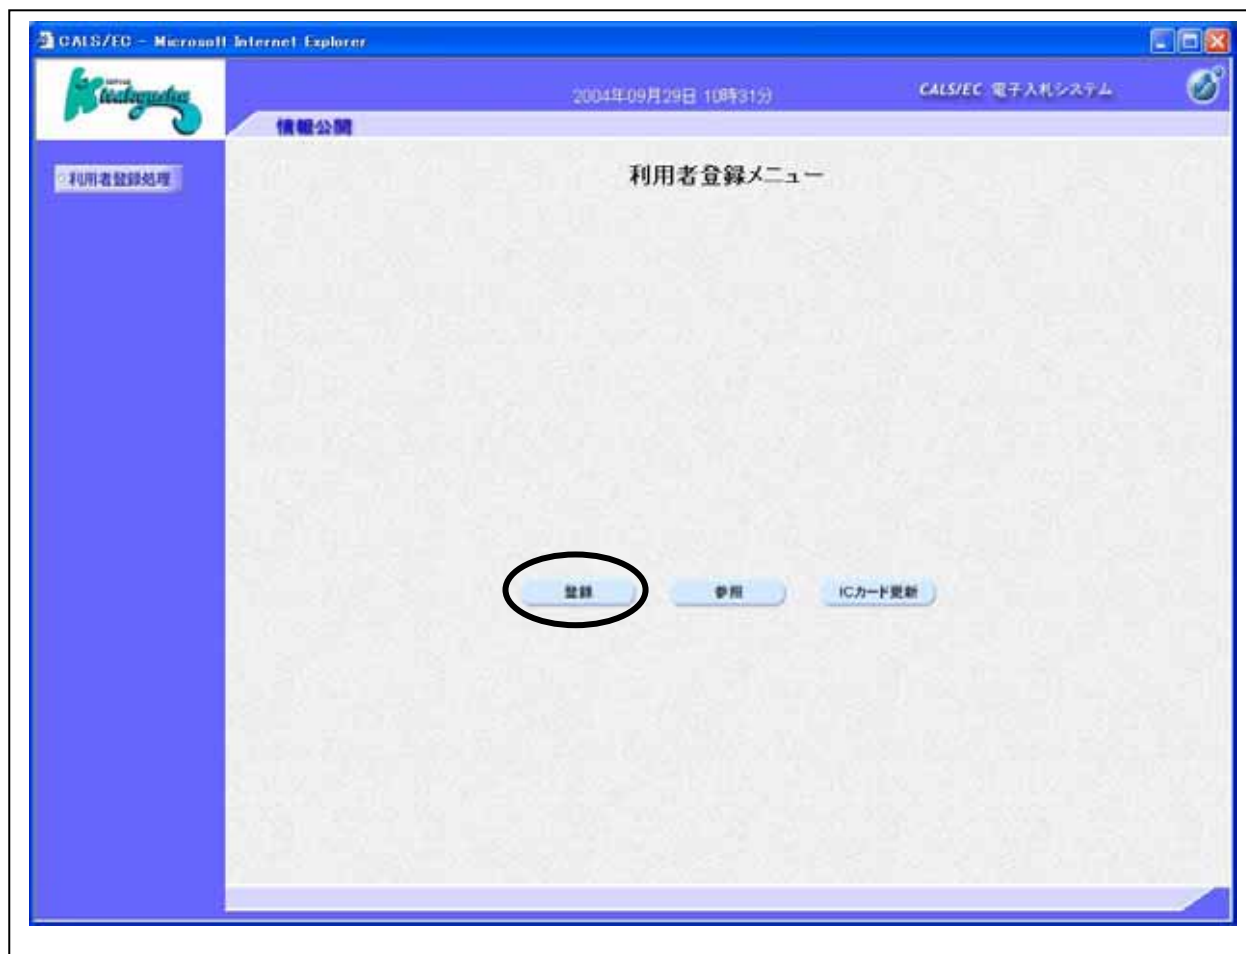 CALS/EC - Microsoft Internet Explorer
2004年09月29日 10時31分
CALS/EC 電子入札システム
情報公開
利用者登録処理
利用者登録メニュー
登録
参照
ICカード更新